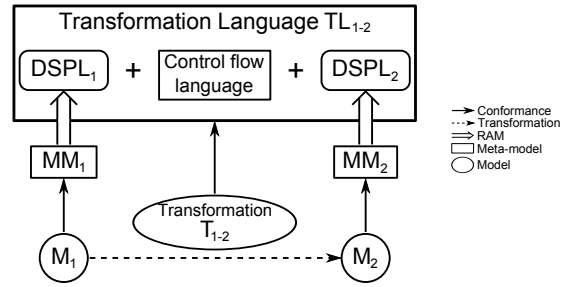 Transformation Language TL1-2
DSPL1 + Control flow language + DSPL2
MM1
MM2
Transformation
T1-2
M1
M2
Conformance
Transformation
RAM
Meta-model
Model